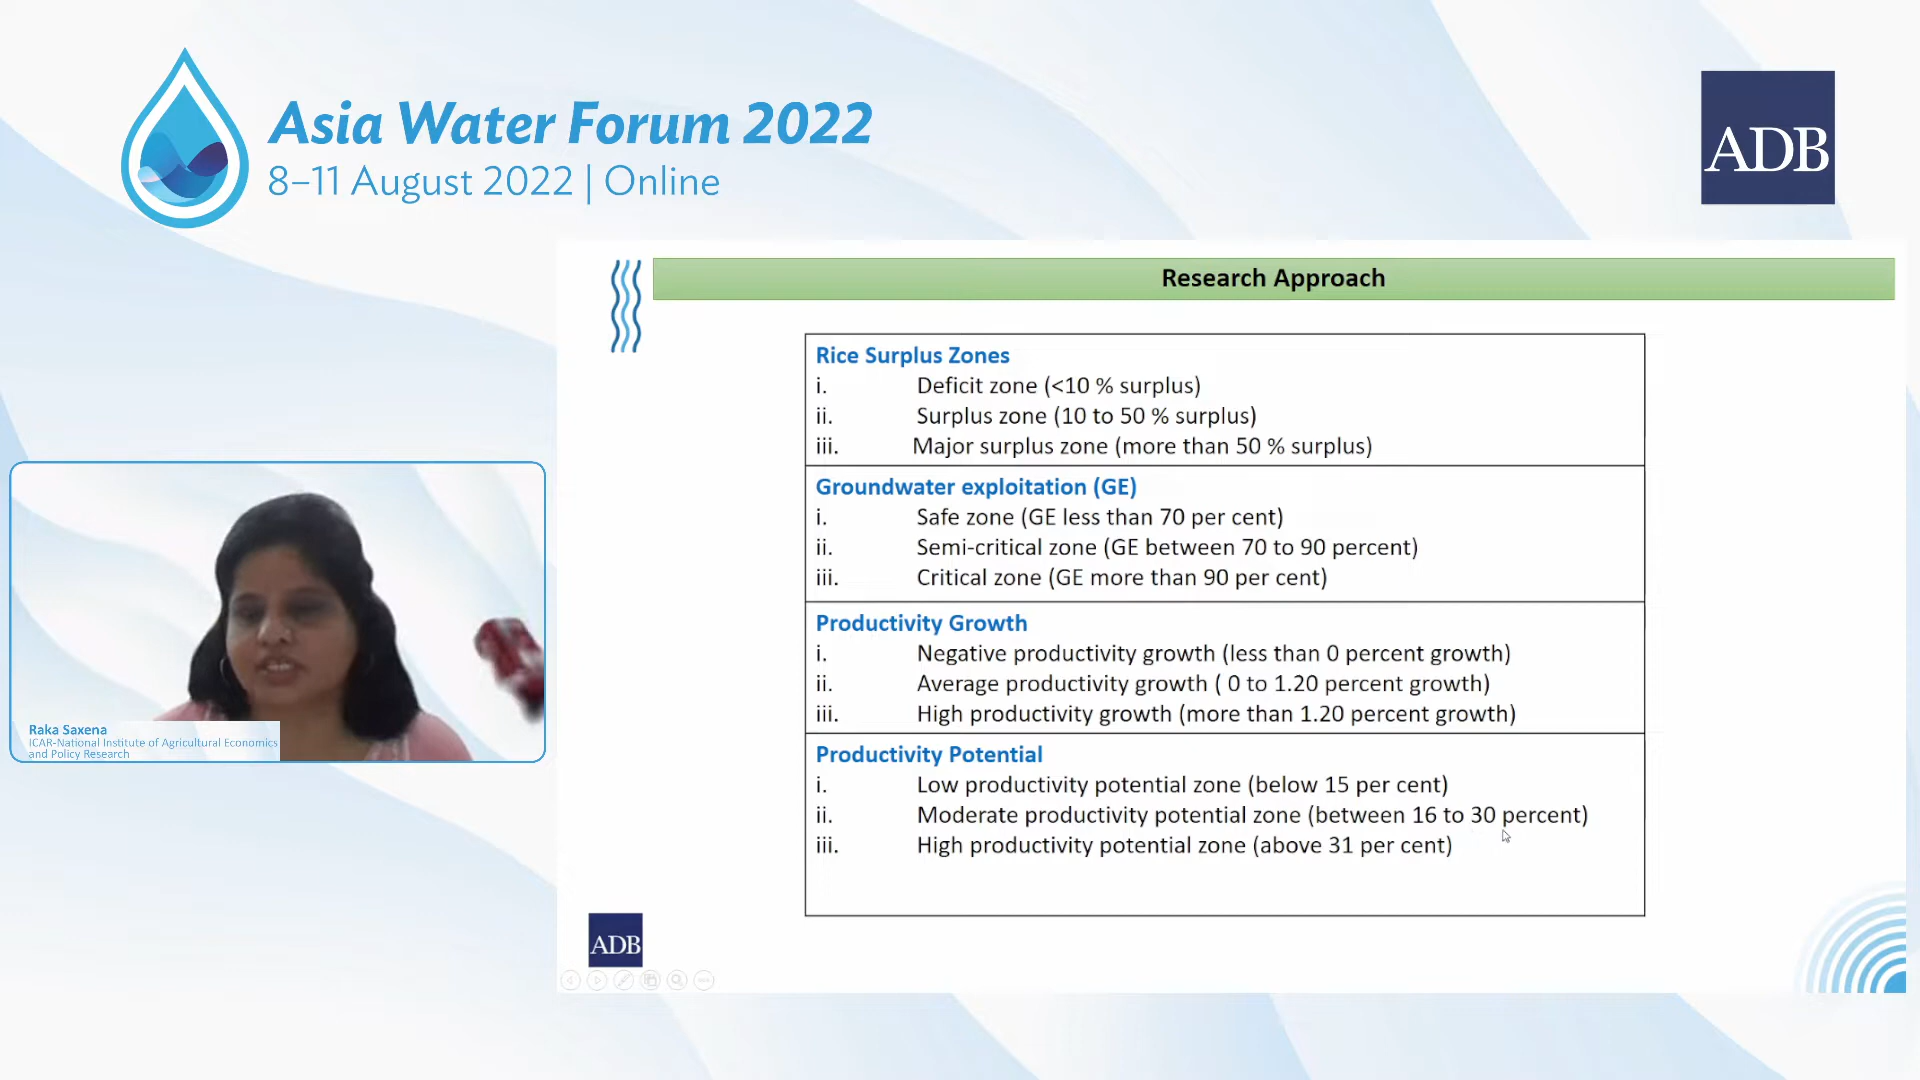 Asia Water Forum 2022
8–11 August 2022 | Online
ADB
Research Approach
Rice Surplus Zones
i. Deficit zone (<10 % surplus)
ii. Surplus zone (10 to 50 % surplus)
iii. Major surplus zone (more than 50 % surplus)
Groundwater exploitation (GE)
i. Safe zone (GE less than 70 per cent)
ii. Semi-critical zone (GE between 70 to 90 percent)
iii. Critical zone (GE more than 90 per cent)
Productivity Growth
i. Negative productivity growth (less than 0 percent growth)
ii. Average productivity growth ( 0 to 1.20 percent growth)
iii. High productivity growth (more than 1.20 percent growth)
Productivity Potential
i. Low productivity potential zone (below 15 per cent)
ii. Moderate productivity potential zone (between 16 to 30 percent)
iii. High productivity potential zone (above 31 per cent)
Raka Saxena
ICAR-National Institute of Agricultural Economics
and Policy Research
ADB